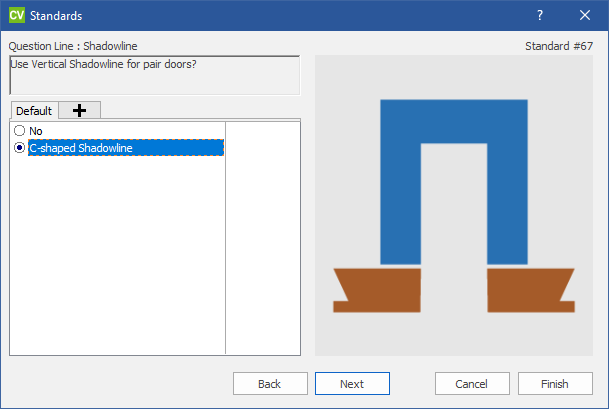 CV Standards ?
Question Line : Shadowline
Standard #67
Use Vertical Shadowline for pair doors?
Default
No
C-shaped Shadowline
Back Next Cancel Finish